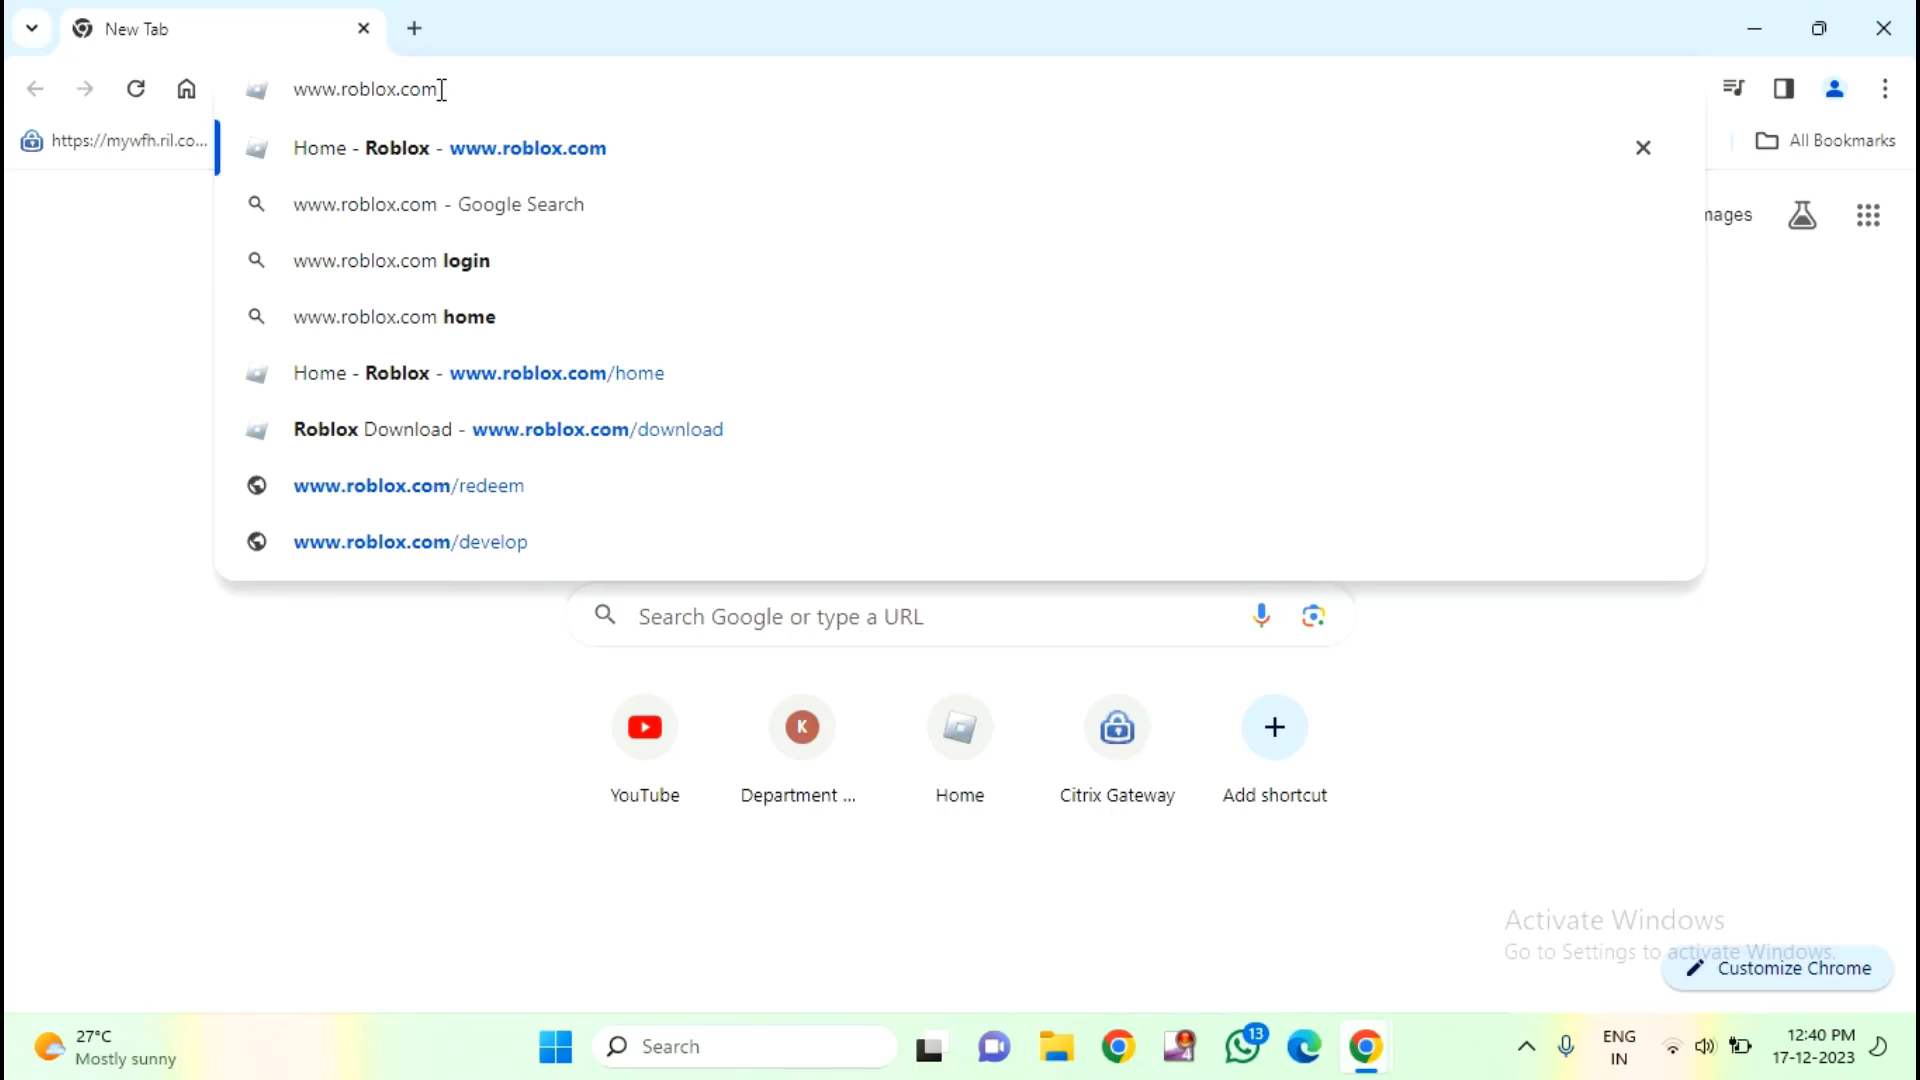 New Tab
www.roblox.com
https://mywfh.ril.co...
Home - Roblox - www.roblox.com
All Bookmarks
www.roblox.com - Google Search
mages
www.roblox.com login
www.roblox.com home
Home - Roblox - www.roblox.com/home
Roblox Download - www.roblox.com/download
www.roblox.com/redeem
www.roblox.com/develop
Search Google or type a URL
K
YouTube
Department ...
Home
Citrix Gateway
Add shortcut
Activate Windows
Go to Settings to activate Windows.
Customize Chrome
27°C
Mostly sunny
Search
4
13
ENG
IN
12:40 PM
17-12-2023